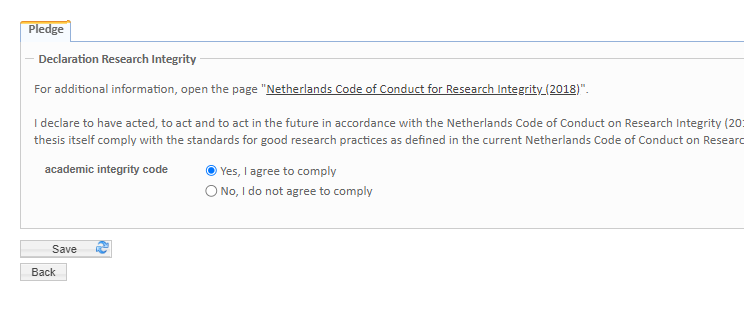 Pledge
Declaration Research Integrity
For additional information, open the page "Netherlands Code of Conduct for Research Integrity (2018)".
I declare to have acted, to act and to act in the future in accordance with the Netherlands Code of Conduct on Research Integrity
thesis itself comply with the standards for good research practices as defined in the current Netherlands Code of Conduct on
academic integrity code
Yes, I agree to comply
No, I do not agree to comply
Save
Back